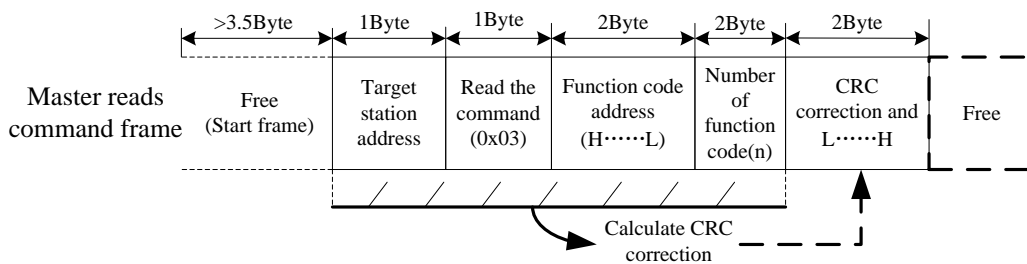 >3.5Byte 1Byte 1Byte 2Byte 2Byte 2Byte
Master reads
command frame
Free
(Start frame)
Target
station
address
Read the
command
(0x03)
Function code
address
(H⋯⋯L)
Number
of
function
code(n)
CRC
correction and
L⋯⋯H
Free
Calculate CRC
correction